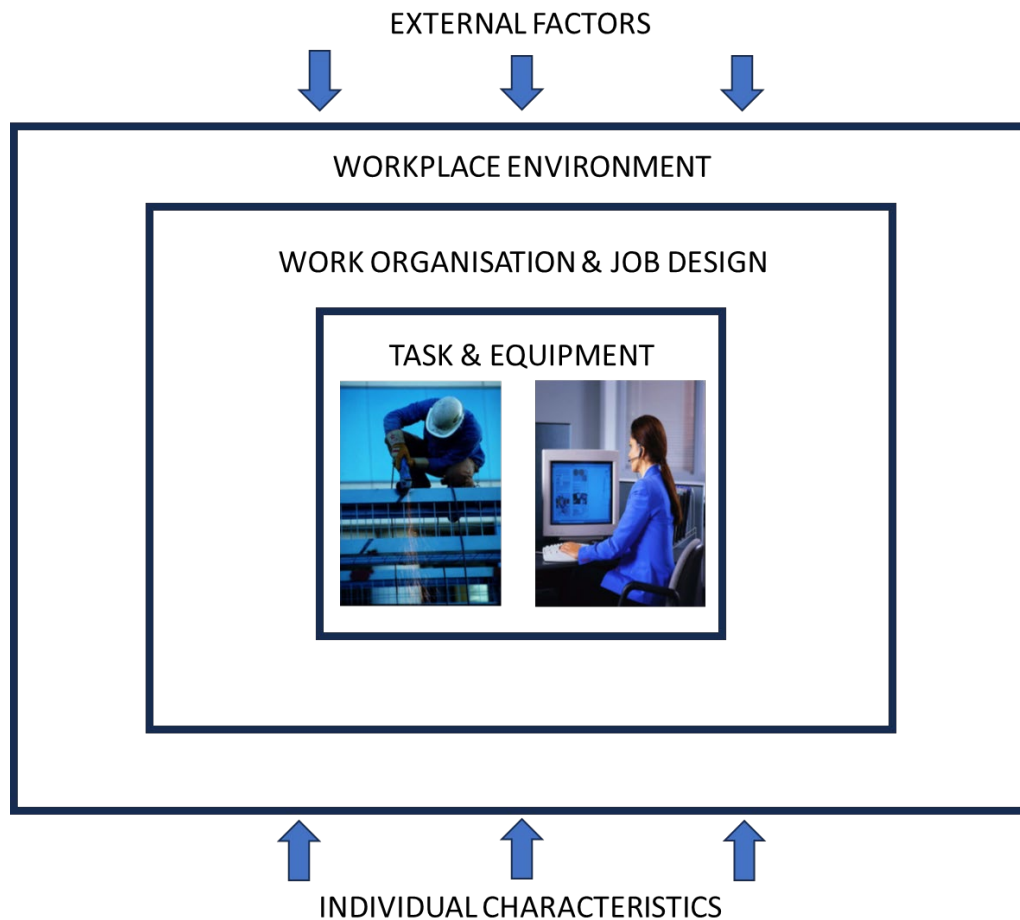 EXTERNAL FACTORS
WORKPLACE ENVIRONMENT
WORK ORGANISATION & JOB DESIGN
TASK & EQUIPMENT
INDIVIDUAL CHARACTERISTICS